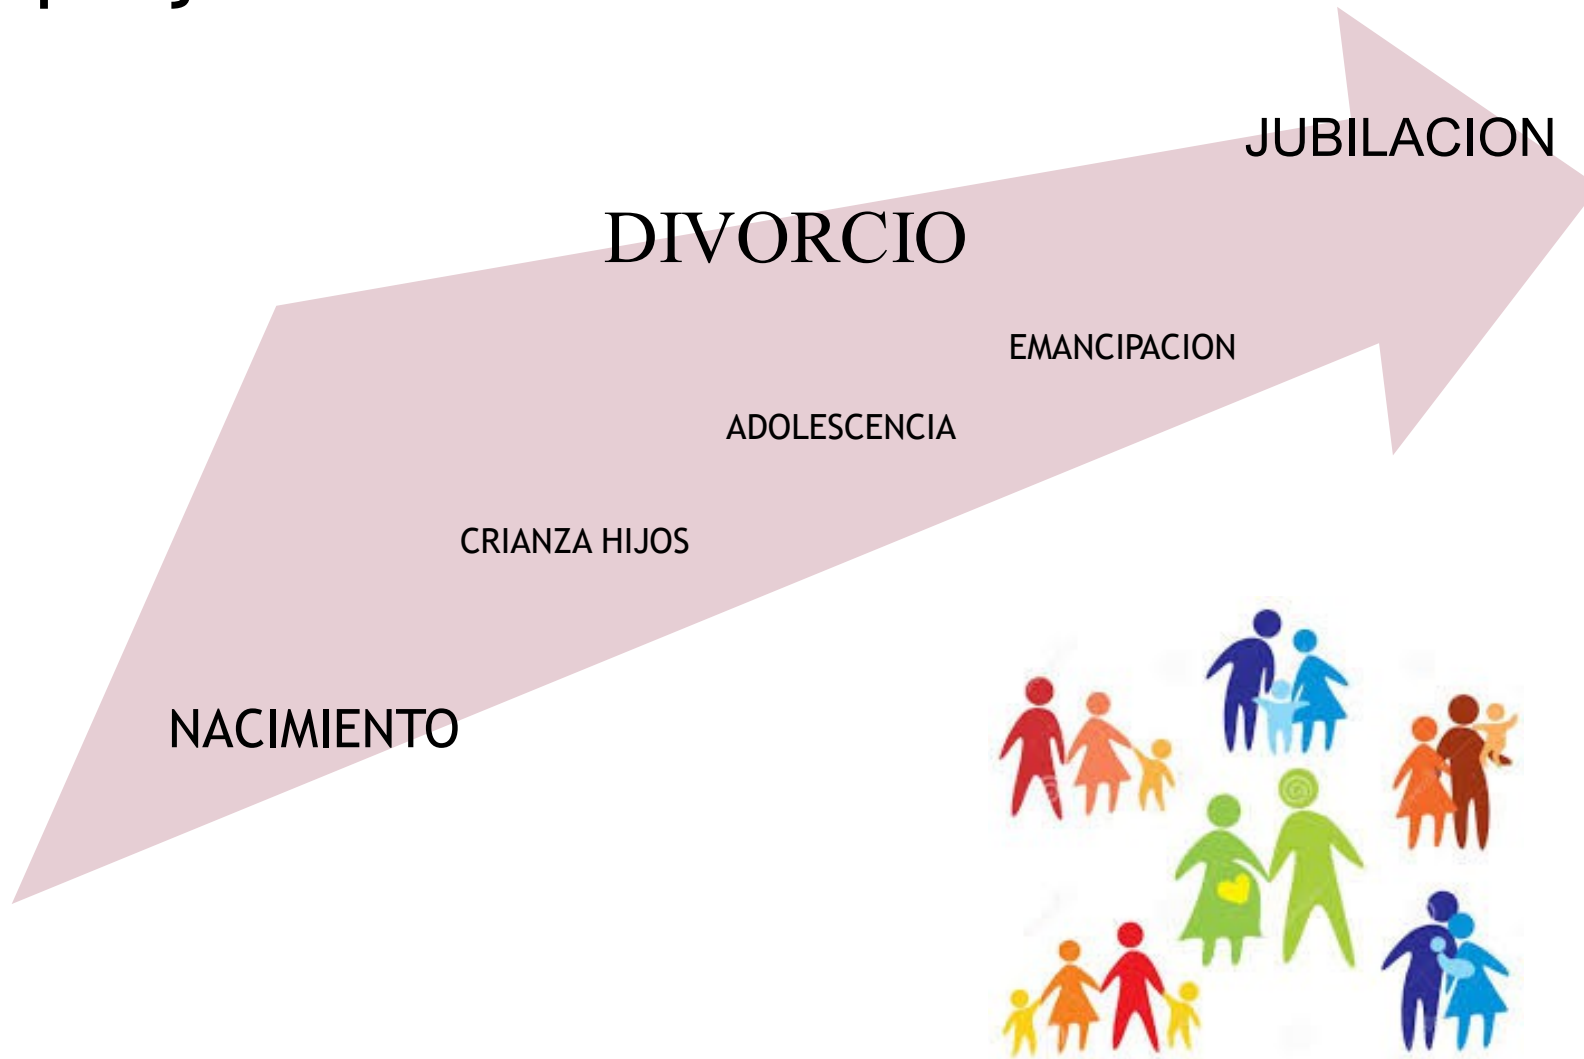 JUBILACION
DIVORCIO
EMANCIPACION
ADOLESCENCIA
CRIANZA HIJOS
NACIMIENTO